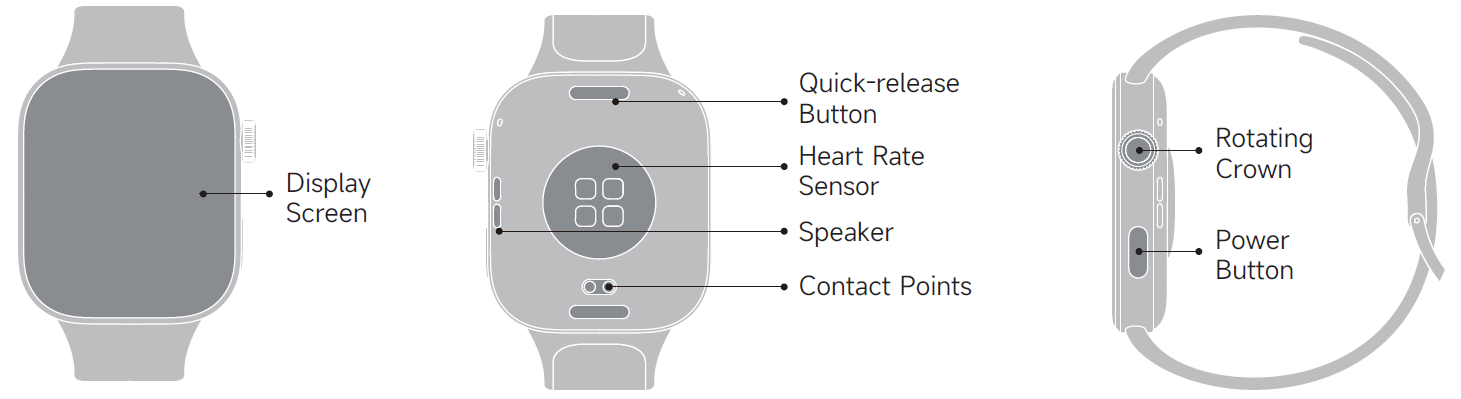 Display
Screen
Quick-release
Button
Heart Rate
Sensor
Speaker
Contact Points
Rotating
Crown
Power
Button